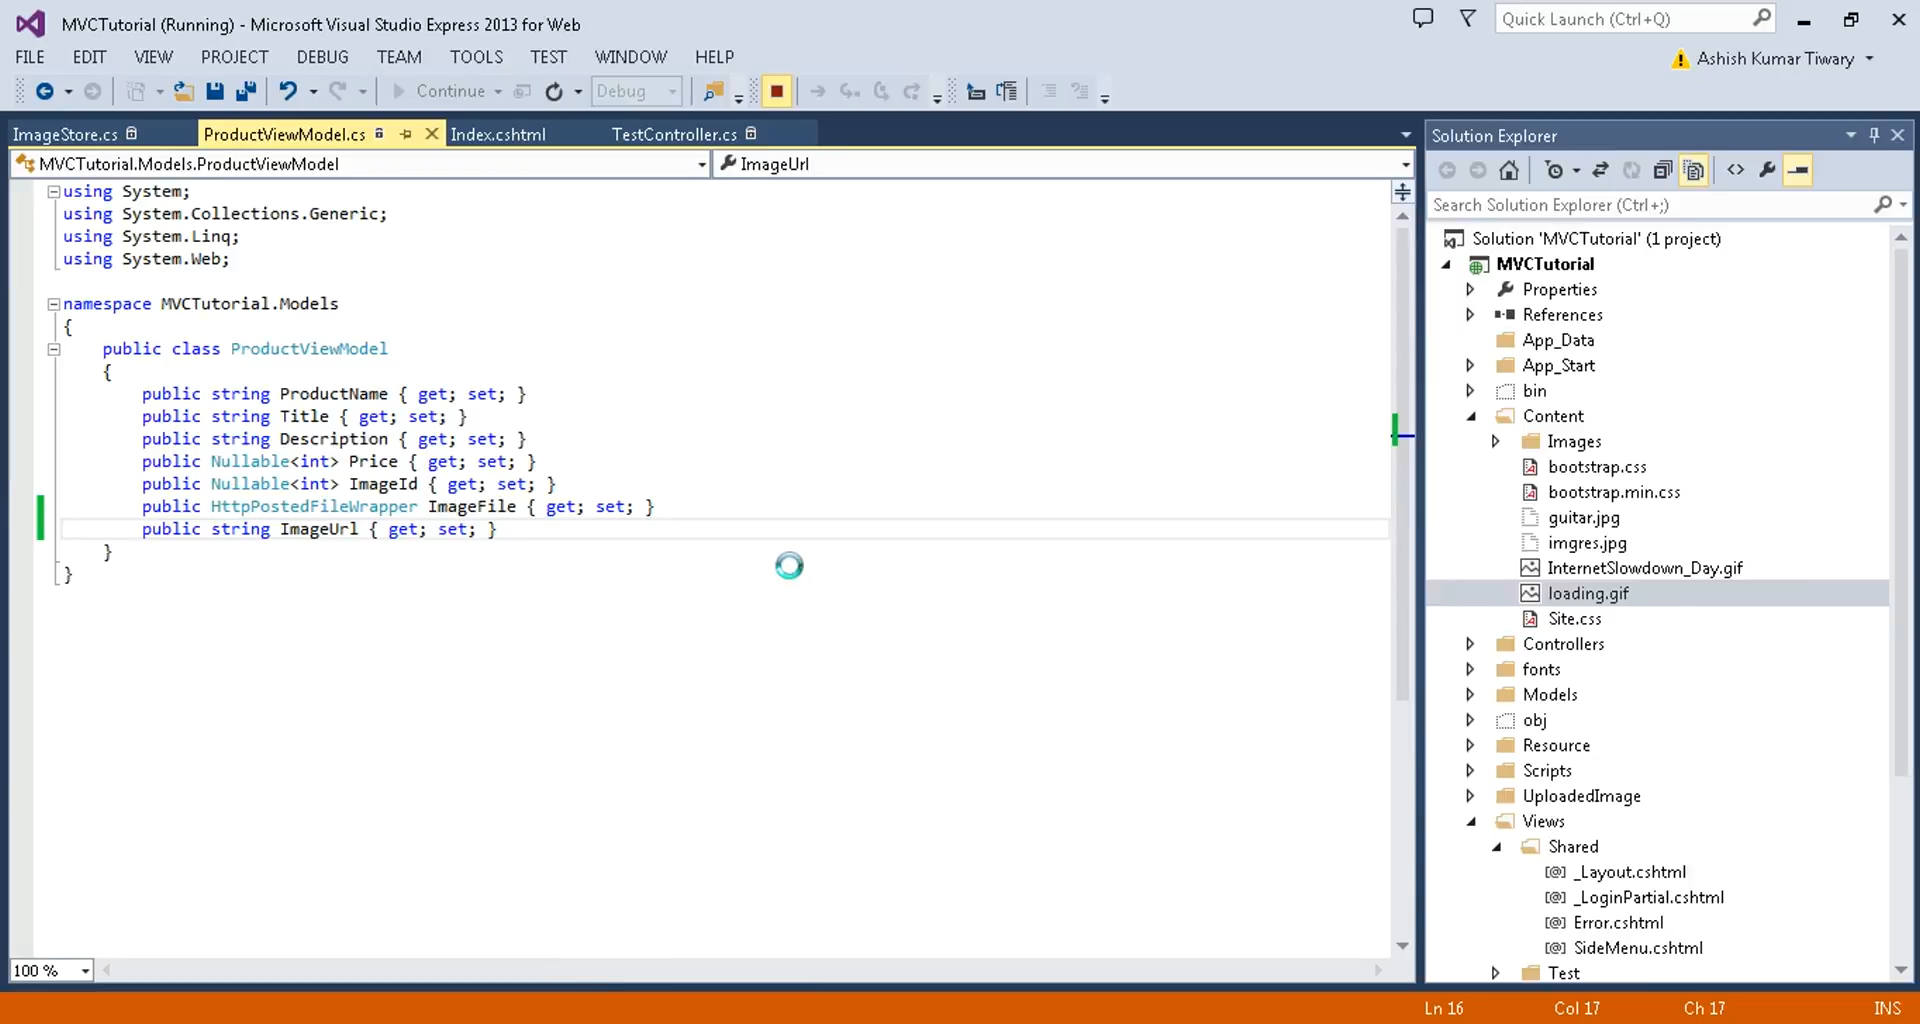 MVCTutorial (Running) - Microsoft Visual Studio Express 2013 for Web
Quick Launch (Ctrl+Q)
FILE EDIT VIEW PROJECT DEBUG TEAM TOOLS TEST WINDOW HELP
Ashish Kumar Tiwary
Continue Debug
ImageStore.cs ProductViewModel.cs Index.cshtml TestController.cs
MVCTutorial.Models.ProductViewModel ImageUrl
using System;
using System.Collections.Generic;
using System.Linq;
using System.Web;
namespace MVCTutorial.Models
{
public class ProductViewModel
{
public string ProductName { get; set; }
public string Title { get; set; }
public string Description { get; set; }
public Nullable<int> Price { get; set; }
public Nullable<int> ImageId { get; set; }
public HttpPostedFileWrapper ImageFile { get; set; }
public string ImageUrl { get; set; }
}
}
100 %
Solution Explorer
Search Solution Explorer (Ctrl+;)
Solution 'MVCTutorial' (1 project)
MVCTutorial
Properties
References
App_Data
App_Start
bin
Content
Images
bootstrap.css
bootstrap.min.css
guitar.jpg
imgres.jpg
InternetSlowdown_Day.gif
loading.gif
Site.css
Controllers
fonts
Models
obj
Resource
Scripts
UploadedImage
Views
Shared
_Layout.cshtml
_LoginPartial.cshtml
Error.cshtml
SideMenu.cshtml
Test
Ln 16 Col 17 Ch 17 INS